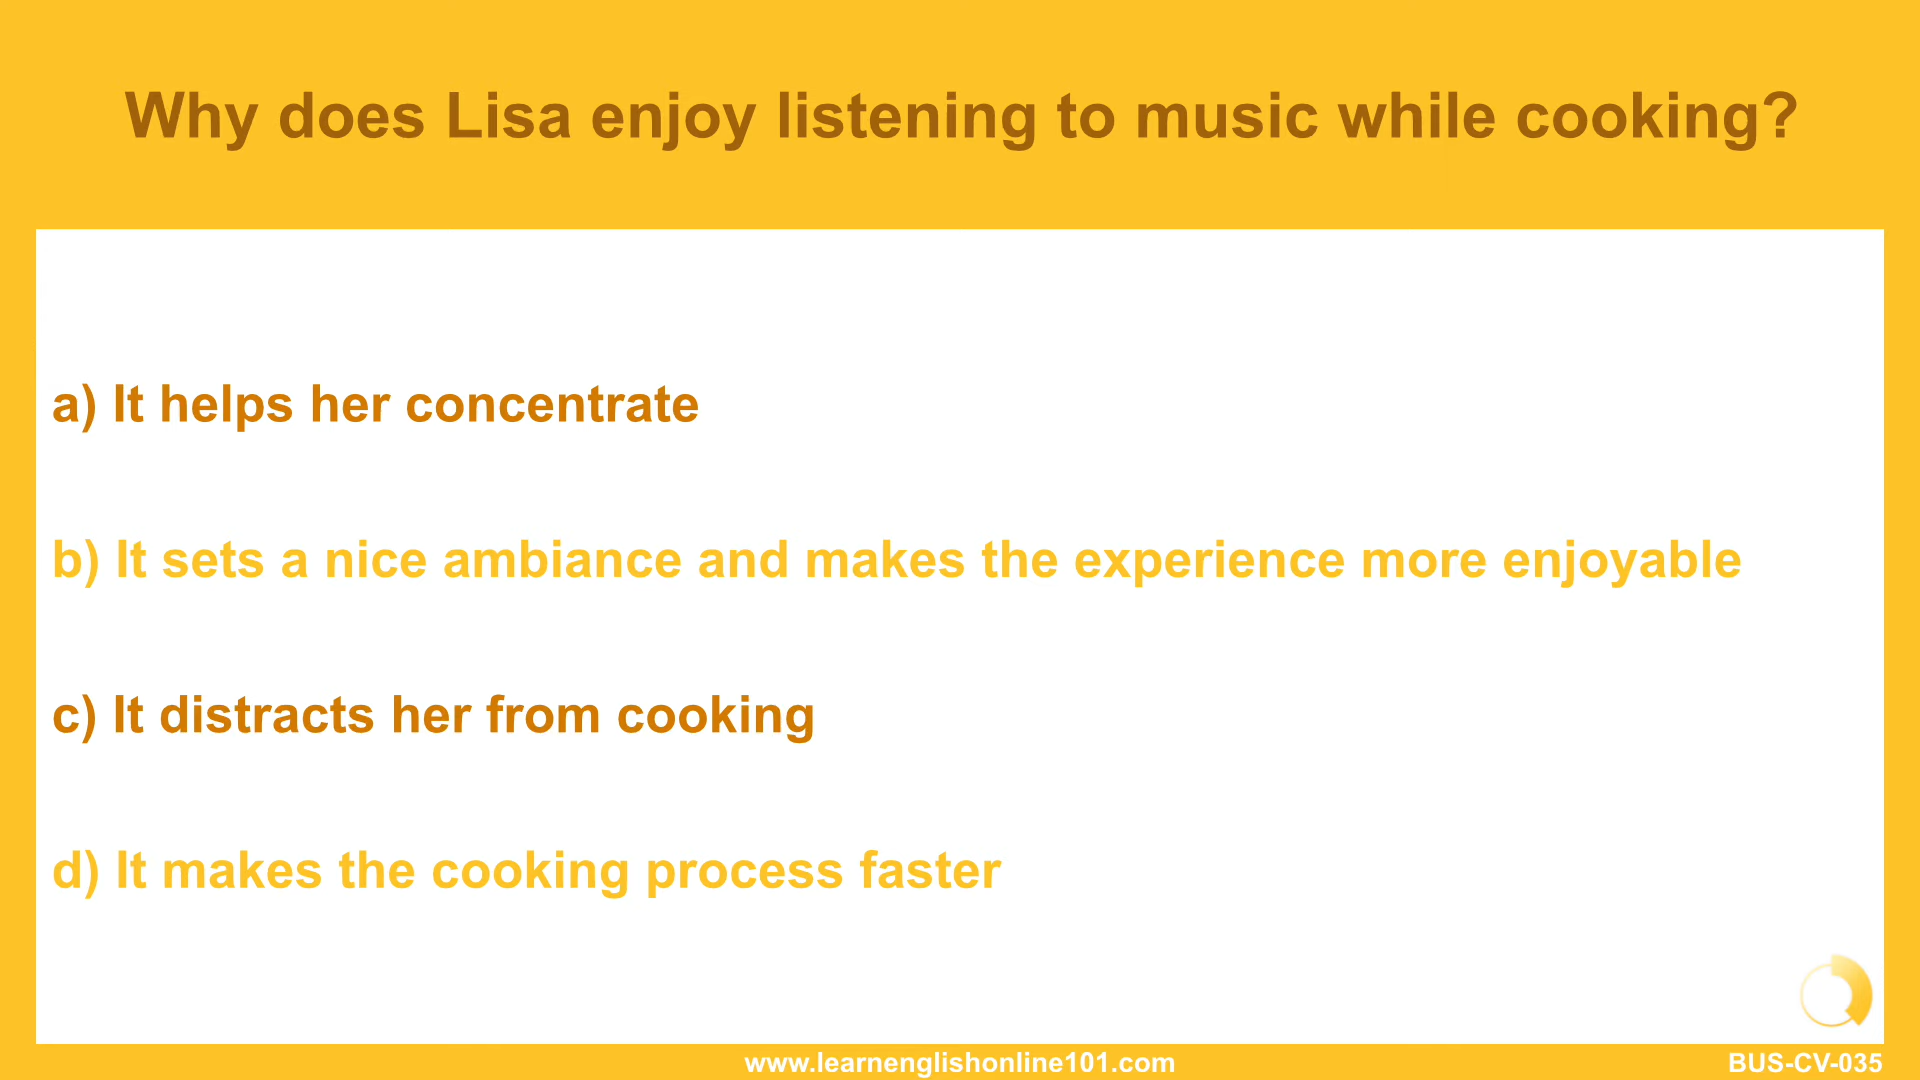 Why does Lisa enjoy listening to music while cooking?
a) It helps her concentrate
b) It sets a nice ambiance and makes the experience more enjoyable
c) It distracts her from cooking
d) It makes the cooking process faster
www.learnenglishonline101.com
BUS-CV-035